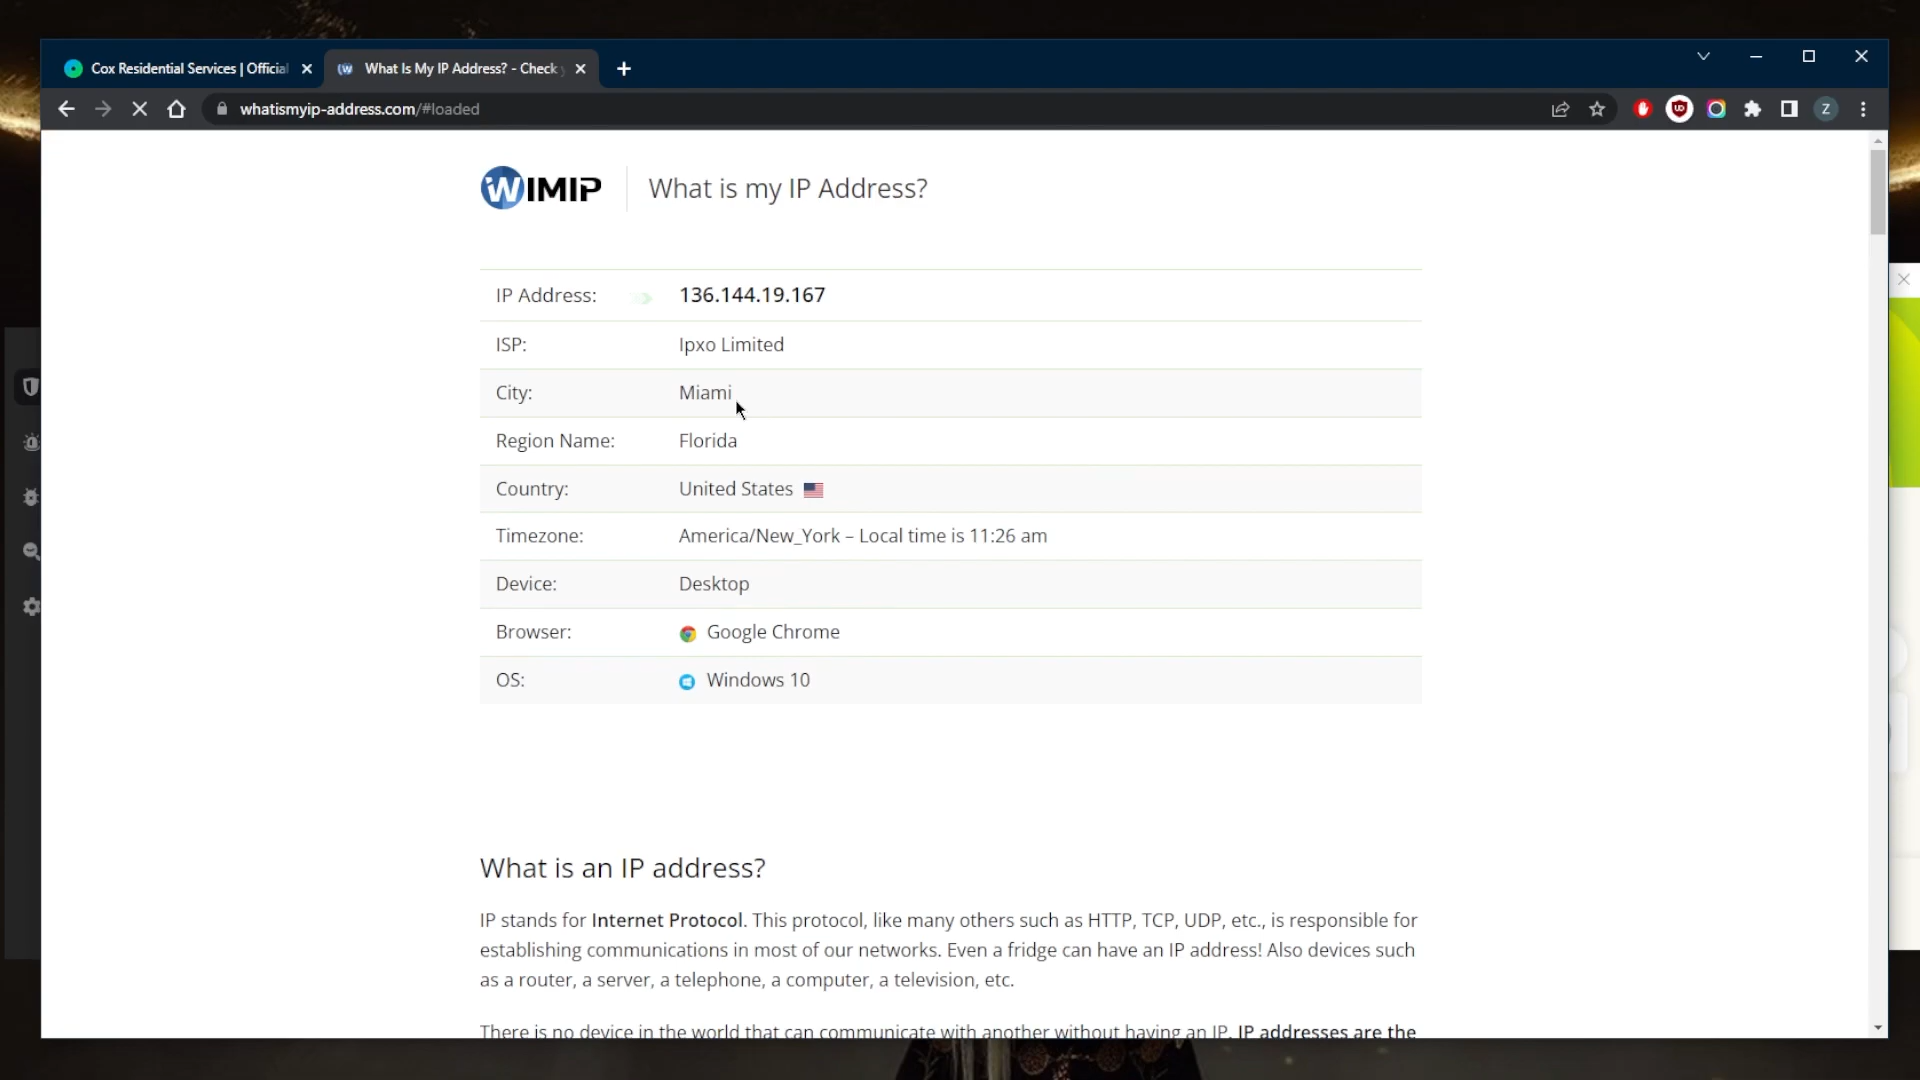 Cox Residential Services | Official
What Is My IP Address? - Check
whatismyip-address.com/#loaded
Z
WIMIP
What is my IP Address?
IP Address: 136.144.19.167
ISP: Ipxo Limited
City: Miami
Region Name: Florida
Country: United States
Timezone: America/New_York – Local time is 11:26 am
Device: Desktop
Browser: Google Chrome
OS: Windows 10
What is an IP address?
IP stands for Internet Protocol. This protocol, like many others such as HTTP, TCP, UDP, etc., is responsible for
establishing communications in most of our networks. Even a fridge can have an IP address! Also devices such
as a router, a server, a telephone, a computer, a television, etc.
There is no device in the world that can communicate with another without having an IP. IP addresses are the